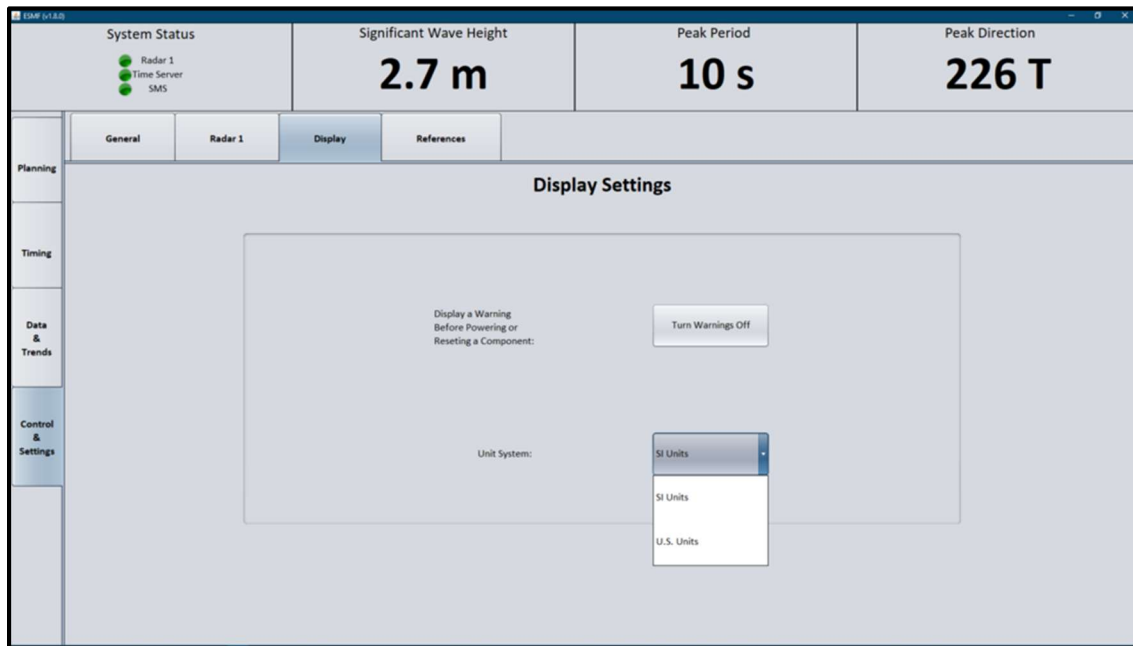 ESMF (v1.8.0)
System Status
Radar 1
Time Server
SMS
Significant Wave Height
2.7 m
Peak Period
10 s
Peak Direction
226 T
General
Radar 1
Display
References
Planning
Timing
Data
&
Trends
Control
&
Settings
Display Settings
Display a Warning
Before Powering or
Reseting a Component:
Turn Warnings Off
Unit System:
SI Units
SI Units
U.S. Units